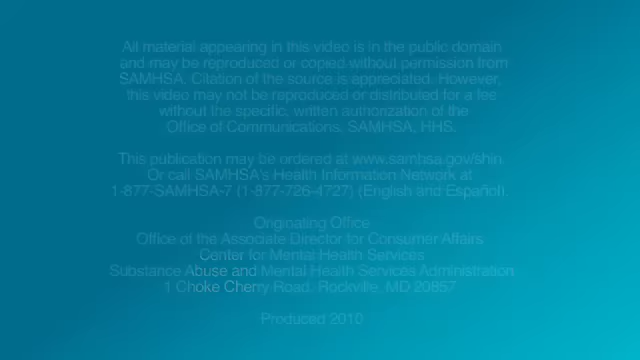 All material appearing in this video is in the public domain
and may be reproduced or copied without permission from
SAMHSA. Citation of the source is appreciated. However,
this video may not be reproduced or distributed for a fee
without the specific, written authorization of the
Office of Communications, SAMHSA, HHS.
This publication may be ordered at www.samhsa.gov/shin
Or call SAMHSA's Health Information Network at
1-877-SAMHSA-7 (1-877-726-4727) (English and Español).
Originating Office
Office of the Associate Director for Consumer Affairs
Center for Mental Health Services
Substance Abuse and Mental Health Services Administration
1 Choke Cherry Road. Rockville, MD 20857
Produced 2010